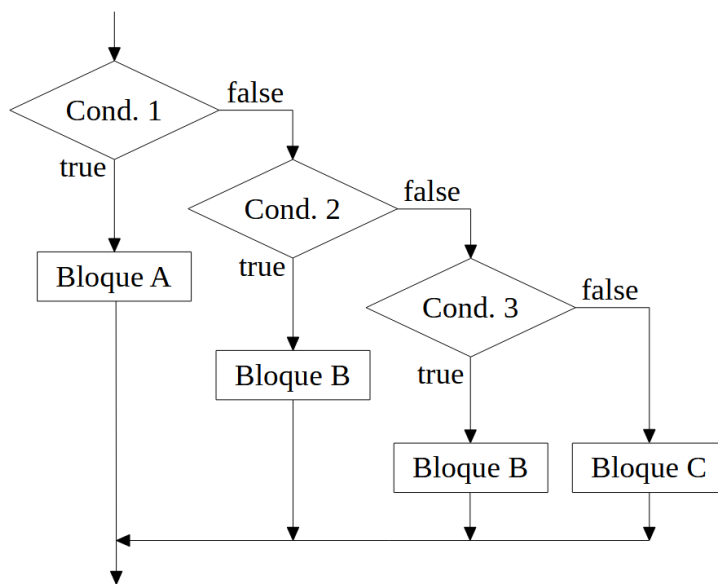 Cond. 1
false
true
Cond. 2
false
true
Bloque A
Cond. 3
false
true
Bloque B
Bloque B
Bloque C